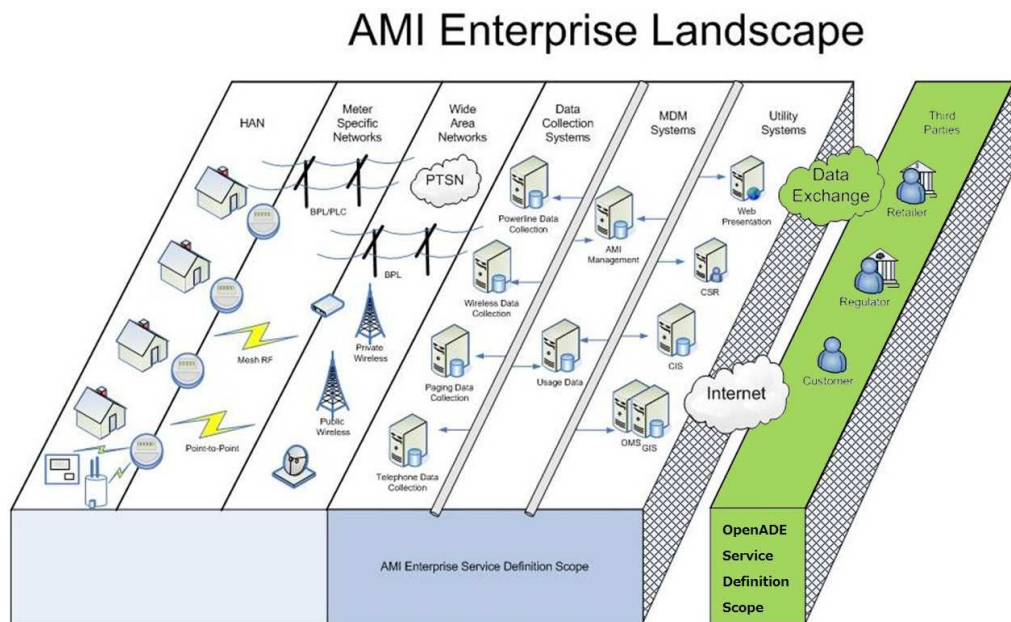 AMI Enterprise Landscape
HAN
Meter
Specific
Networks
Wide
Area
Networks
Data
Collection
Systems
MDM
Systems
Utility
Systems
Third
Parties
BPL/PLC
PTSN
Powerline Data
Collection
AMI
Management
Web
Presentation
Data
Exchange
Retailer
BPL
Wireless Data
Collection
CSR
Regulator
Mesh RF
Private
Wireless
Paging Data
Collection
Usage Data
CIS
Internet
Customer
Point-to-Point
Public
Wireless
Telephone Data
Collection
OMS
GIS
AMI Enterprise Service Definition Scope
OpenADE
Service
Definition
Scope